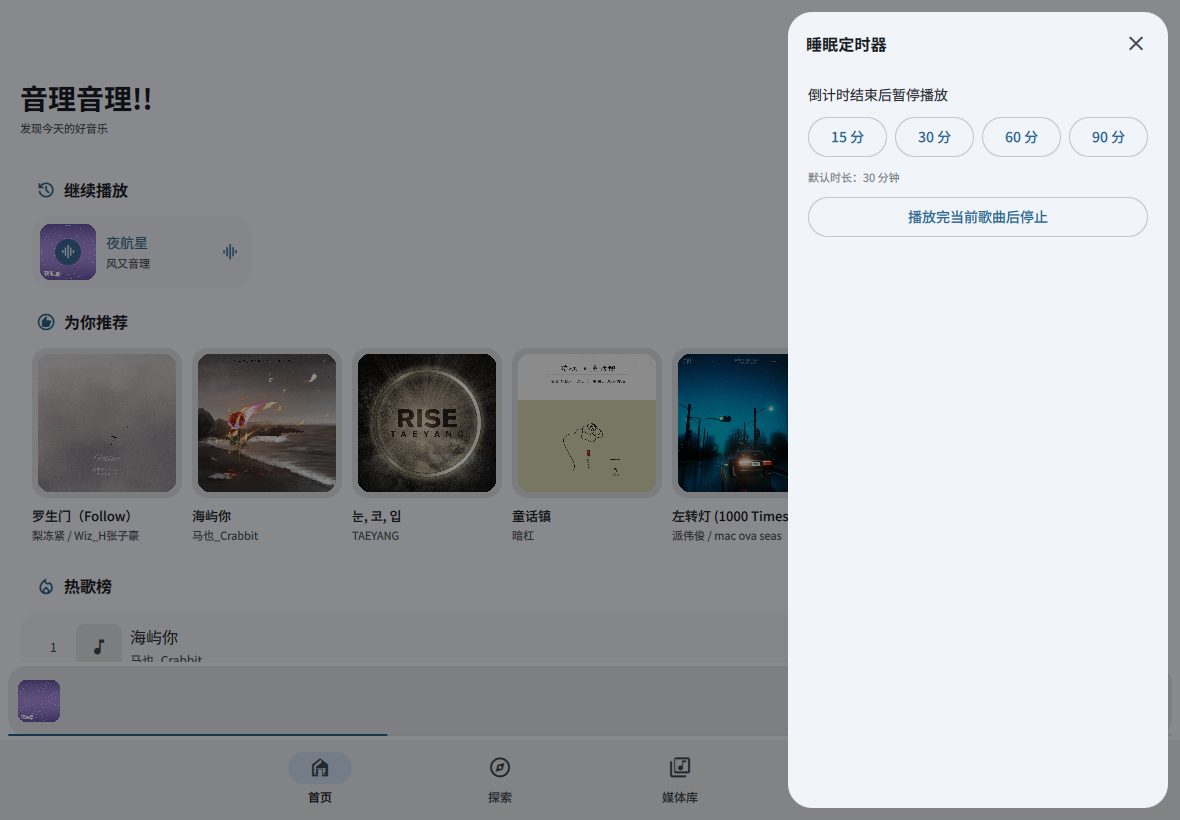 音理音理!!
发现今天的好音乐
继续播放
夜航星
风又音理
为你推荐
Follow
RISE
TAEYANG
罗生门（Follow）
梨冻紧 / Wiz_H张子豪
海屿你
马也_Crabbit
눈, 코, 입
TAEYANG
童话镇
暗杠
左转灯 (1000 Times
派伟俊 / mac ova seas
热歌榜
1
海屿你
马也_Crabbit
首页
探索
媒体库
睡眠定时器
倒计时结束后暂停播放
15 分
30 分
60 分
90 分
默认时长：30 分钟
播放完当前歌曲后停止